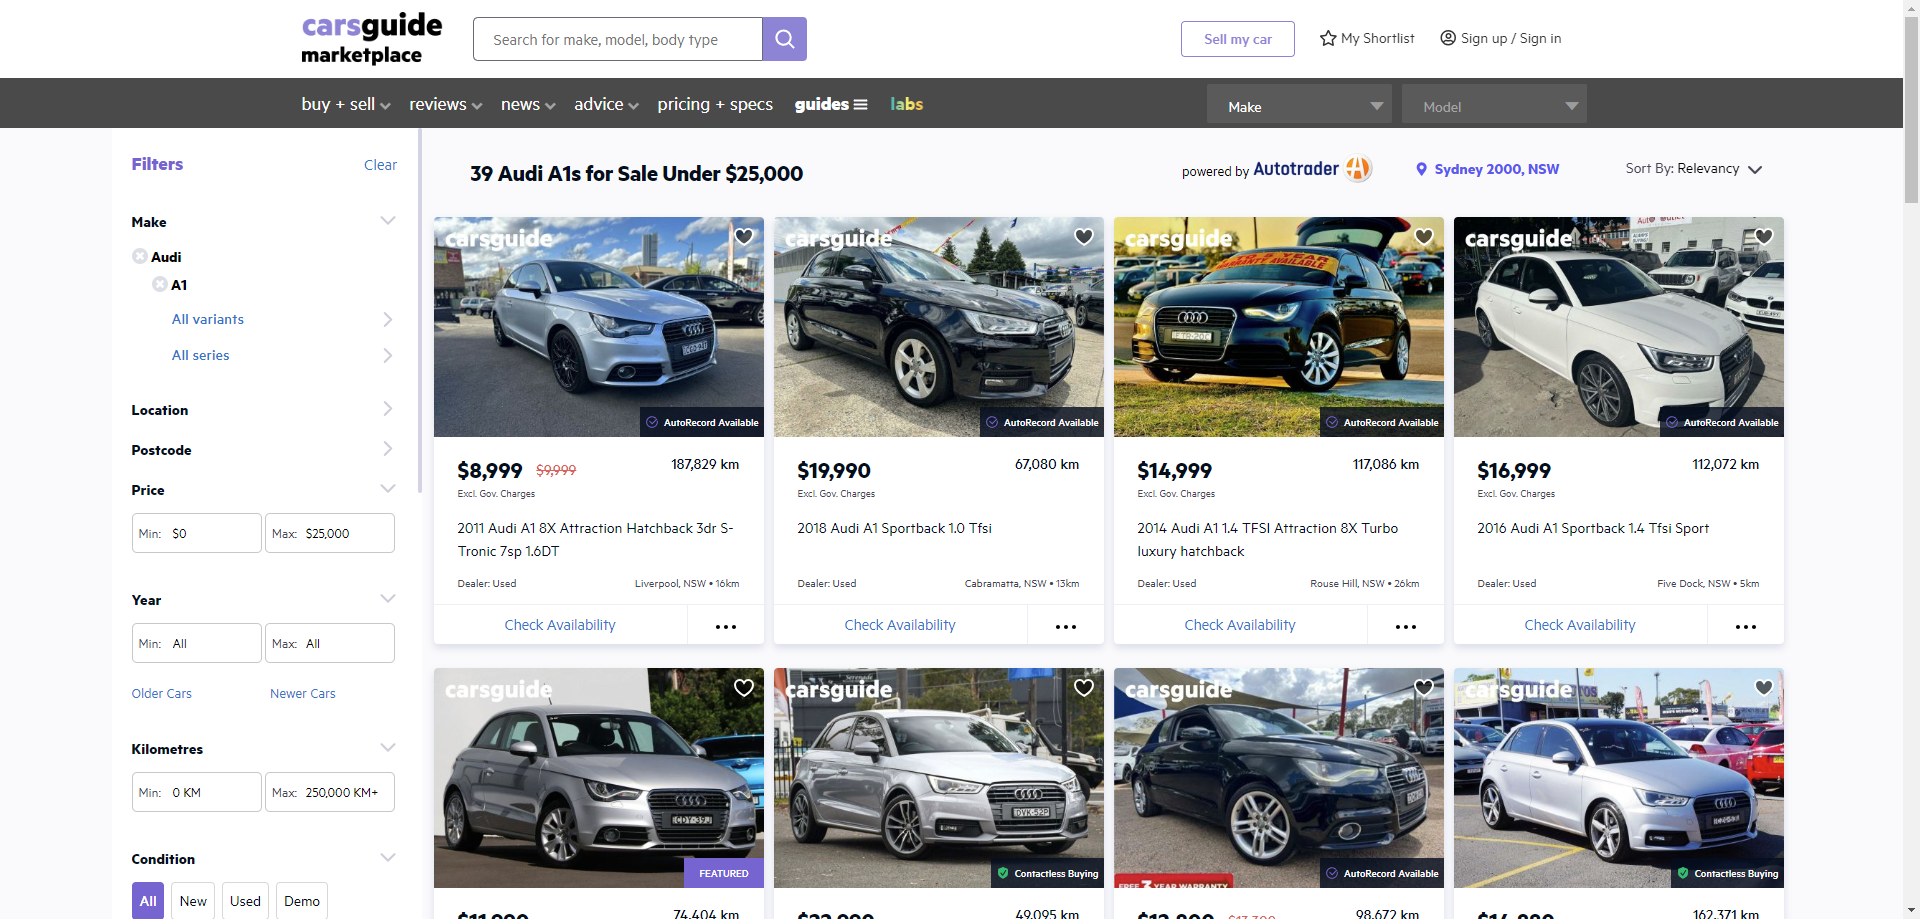 carsguide
marketplace
Search for make, model, body type
Sell my car
My Shortlist
Sign up / Sign in
buy + sell
reviews
news
advice
pricing + specs
guides
labs
Make
Model
Filters
Clear
Make
Audi
A1
All variants
All series
Location
Postcode
Price
Min: $0
Max: $25,000
Year
Min: All
Max: All
Older Cars
Newer Cars
Kilometres
Min: 0 KM
Max: 250,000 KM+
Condition
All
New
Used
Demo
39 Audi A1s for Sale Under $25,000
powered by Autotrader
Sydney 2000, NSW
Sort By: Relevancy
carsguide
AutoRecord Available
$8,999 $9,999
187,829 km
Excl. Gov. Charges
2011 Audi A1 8X Attraction Hatchback 3dr S-
Tronic 7sp 1.6DT
Dealer: Used
Liverpool, NSW • 16km
Check Availability
carsguide
AutoRecord Available
$19,990
67,080 km
Excl. Gov. Charges
2018 Audi A1 Sportback 1.0 Tfsi
Dealer: Used
Cabramatta, NSW • 13km
Check Availability
carsguide
AutoRecord Available
$14,999
117,086 km
Excl. Gov. Charges
2014 Audi A1 1.4 TFSI Attraction 8X Turbo
luxury hatchback
Dealer: Used
Rouse Hill, NSW • 26km
Check Availability
carsguide
AutoRecord Available
$16,999
112,072 km
Excl. Gov. Charges
2016 Audi A1 Sportback 1.4 Tfsi Sport
Dealer: Used
Five Dock, NSW • 5km
Check Availability
carsguide
FEATURED
74,404 km
carsguide
Contactless Buying
49,095 km
carsguide
FREE 3 YEAR WARRANTY
AutoRecord Available
98,672 km
carsguide
Contactless Buying
162,371 km